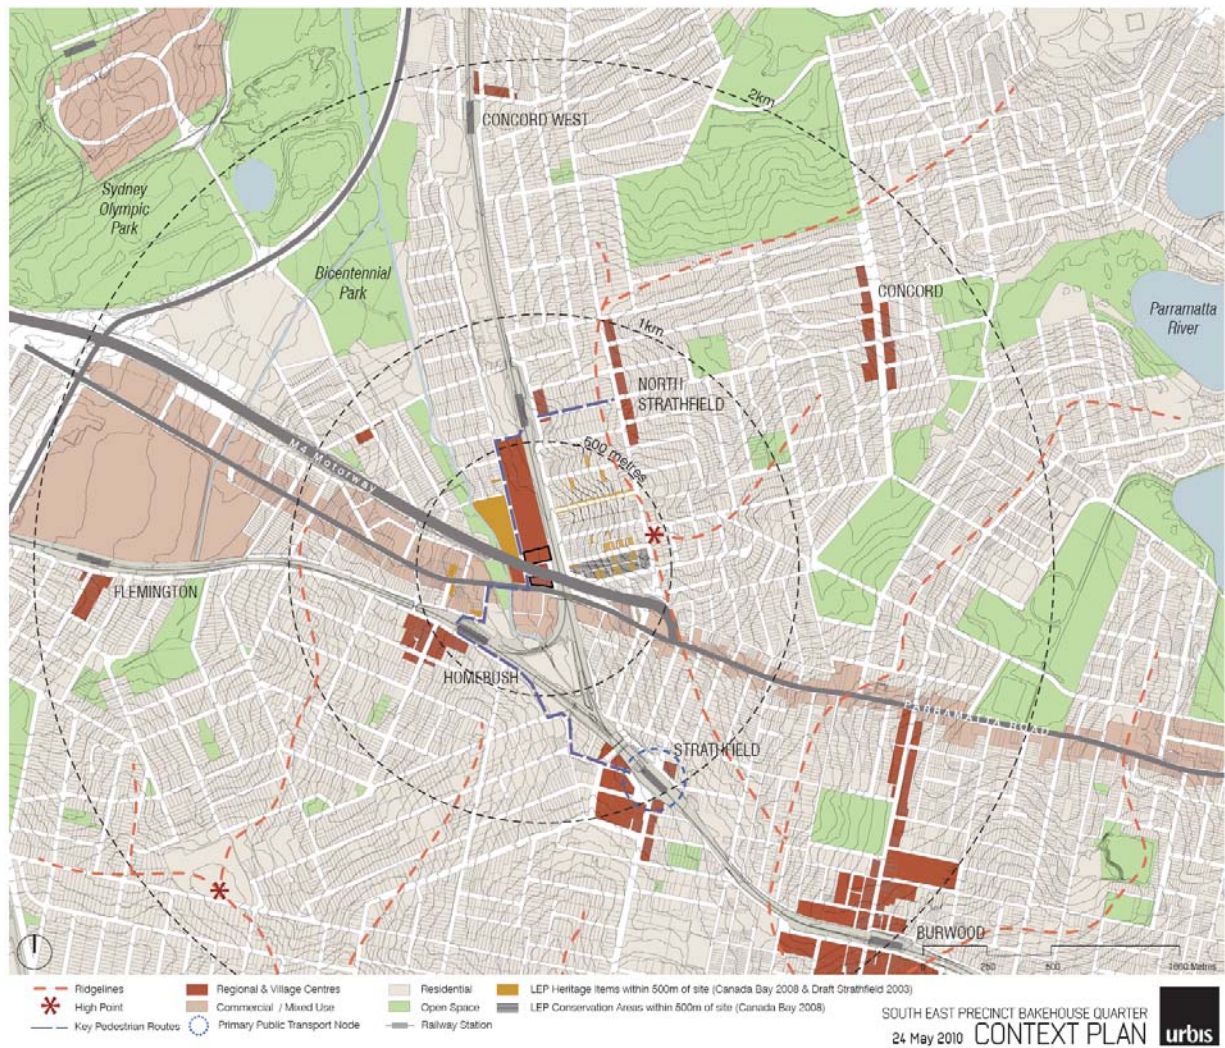 2km
CONCORD WEST
Sydney
Olympic
Park
Bicentennial
Park
CONCORD
Parramatta
River
1km
NORTH
STRATHFIELD
500 metres
M4 Motorway
FLEMINGTON
HOMEBUSH
STRATHFIELD
PARRAMATTA ROAD
BURWOOD
0 250 500 1000 Metres
Ridgelines
High Point
Key Pedestrian Routes
Regional & Village Centres
Commercial / Mixed Use
Primary Public Transport Node
Residential
Open Space
Railway Station
LEP Heritage Items within 500m of site (Canada Bay 2008 & Draft Strathfield 2003)
LEP Conservation Areas within 500m of site (Canada Bay 2008)
SOUTH EAST PRECINCT BAKEHOUSE QUARTER
24 May 2010 CONTEXT PLAN
urbis